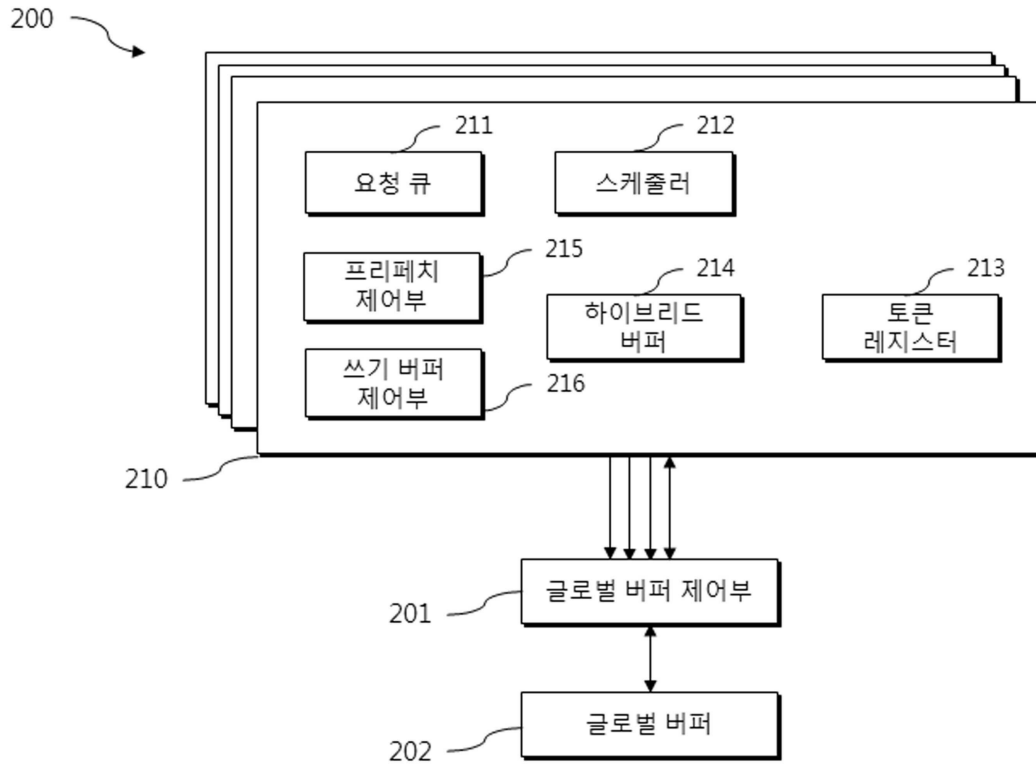 200
211
212
요청 큐
스케줄러
215
프리페치
제어부
214
213
하이브리드
버퍼
토큰
레지스터
쓰기 버퍼
제어부
216
210
글로벌 버퍼 제어부
201
글로벌 버퍼
202